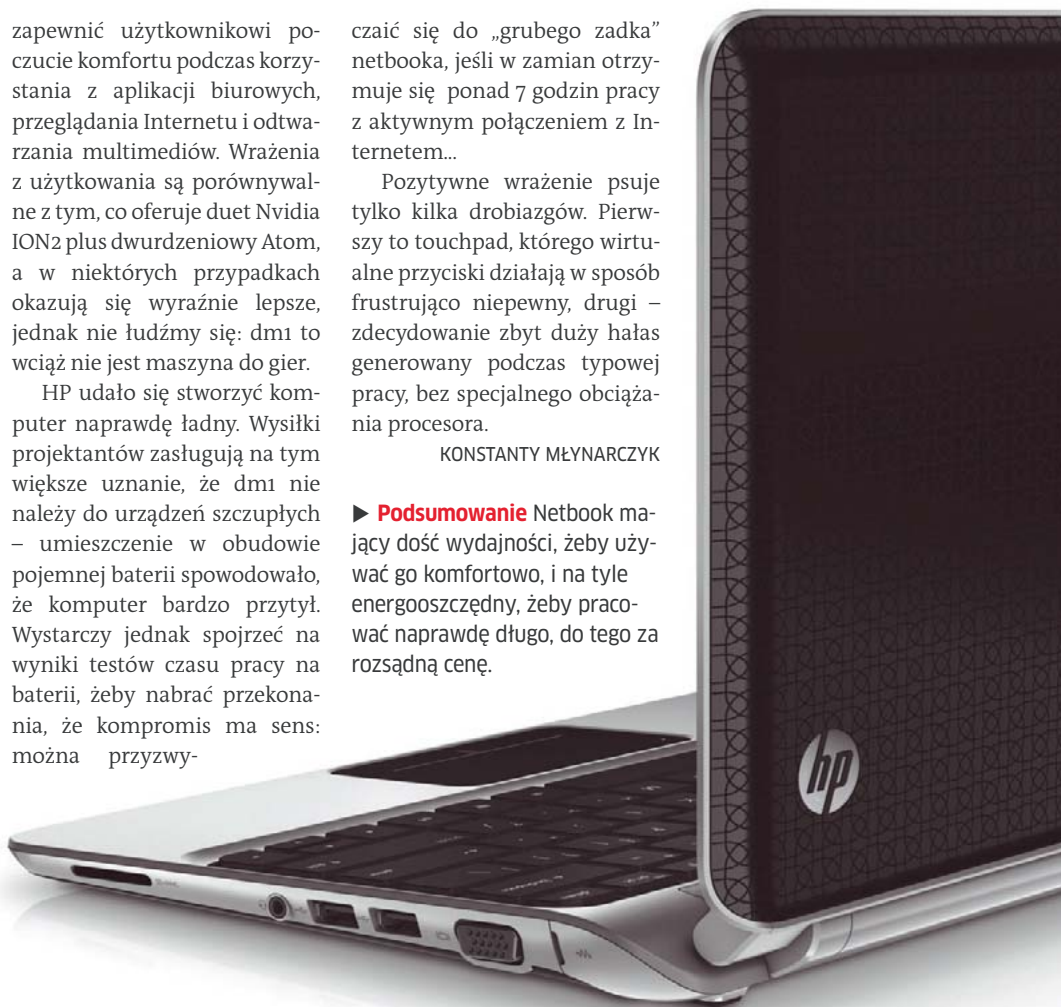 zapewnić użytkownikowi po-
czucie komfortu podczas korzy-
stania z aplikacji biurowych,
przeglądania Internetu i odtwa-
rzania multimediów. Wrażenia
z użytkowania są porównywal-
ne z tym, co oferuje duet Nvidia
ION2 plus dwurdzeniowy Atom,
a w niektórych przypadkach
okazują się wyraźnie lepsze,
jednak nie łudźmy się: dm1 to
wciąż nie jest maszyna do gier.
HP udało się stworzyć kom-
puter naprawdę ładny. Wysiłki
projektantów zasługują na tym
większe uznanie, że dm1 nie
należy do urządzeń szczupłych
– umieszczenie w obudowie
pojemnej baterii spowodowało,
że komputer bardzo przytył.
Wystarczy jednak spojrzeć na
wyniki testów czasu pracy na
baterii, żeby nabrać przekona-
nia, że kompromis ma sens:
można przyzwy-
czaić się do „grubego zadka”
netbooka, jeśli w zamian otrzy-
muje się ponad 7 godzin pracy
z aktywnym połączeniem z In-
ternetem...
Pozytywne wrażenie psuje
tylko kilka drobiazgów. Pierw-
szy to touchpad, którego wirtu-
alne przyciski działają w sposób
frustrująco niepewny, drugi –
zdecydowanie zbyt duży hałas
generowany podczas typowej
pracy, bez specjalnego obciąża-
nia procesora.
KONSTANTY MŁYNARCZYK
▶ Podsumowanie Netbook ma-
jący dość wydajności, żeby uży-
wać go komfortowo, i na tyle
energooszczędny, żeby praco-
wać naprawdę długo, do tego za
rozsądną cenę.
hp